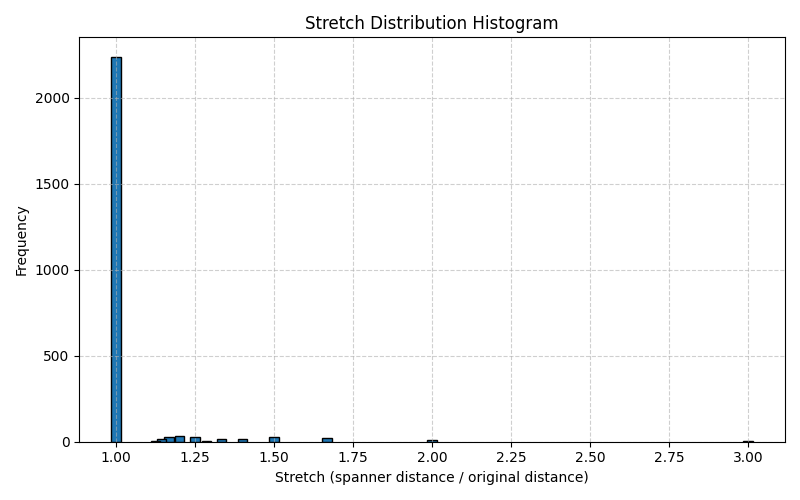 Stretch Distribution Histogram
Frequency
2000
1500
1000
500
0
1.00 1.25 1.50 1.75 2.00 2.25 2.50 2.75 3.00
Stretch (spanner distance / original distance)